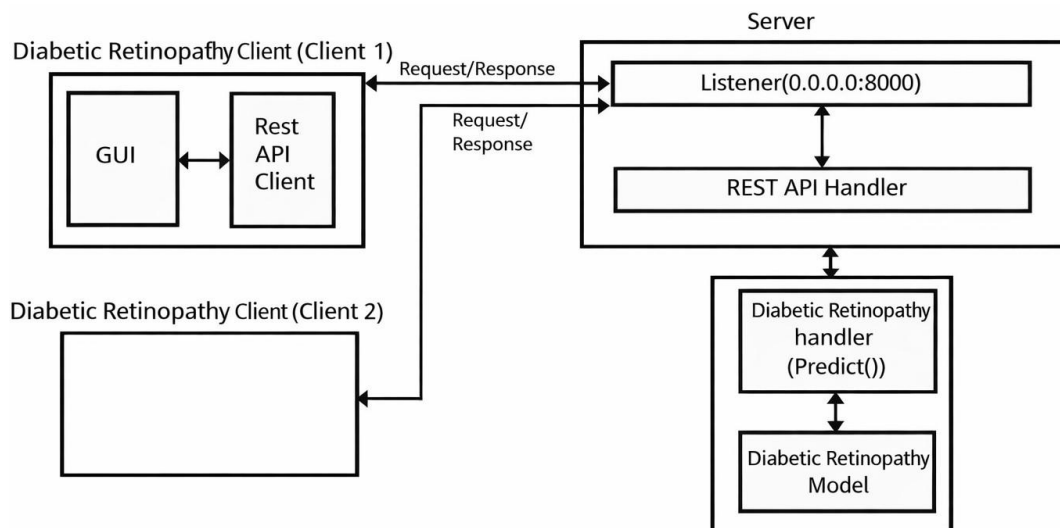 Server
Diabetic Retinopathy Client (Client 1)
Request/Response
Listener(0.0.0.0:8000)
Request/
Response
GUI
Rest
API
Client
REST API Handler
Diabetic Retinopathy Client (Client 2)
Diabetic Retinopathy
handler
(Predict())
Diabetic Retinopathy
Model